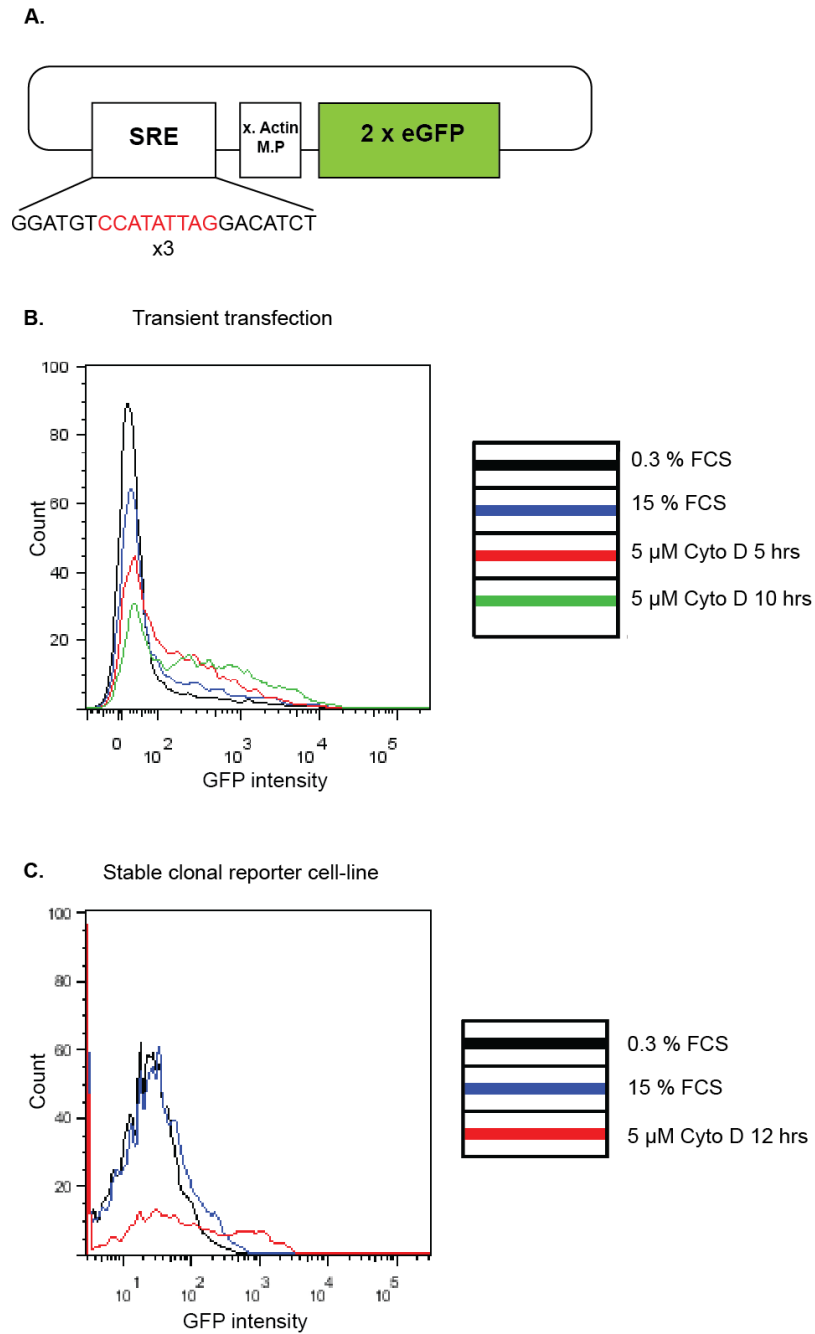 A.
SRE
x. Actin
M.P
2 x eGFP
GGATGTCCATATTAGGACATCT
x3
B.
Transient transfection
100
80
60
40
20
Count
0
10^2
10^3
10^4
10^5
GFP intensity
0.3 % FCS
15 % FCS
5 µM Cyto D 5 hrs
5 µM Cyto D 10 hrs
C.
Stable clonal reporter cell-line
100
80
60
40
20
Count
10^1
10^2
10^3
10^4
10^5
GFP intensity
0.3 % FCS
15 % FCS
5 µM Cyto D 12 hrs